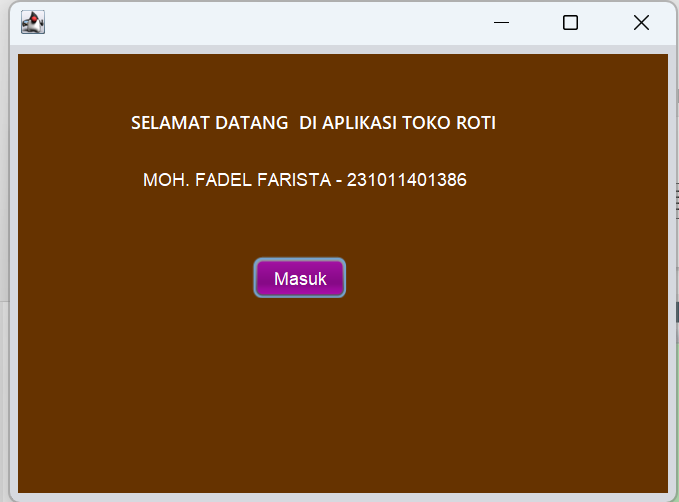 SELAMAT DATANG  DI APLIKASI TOKO ROTI
MOH. FADEL FARISTA - 231011401386
Masuk